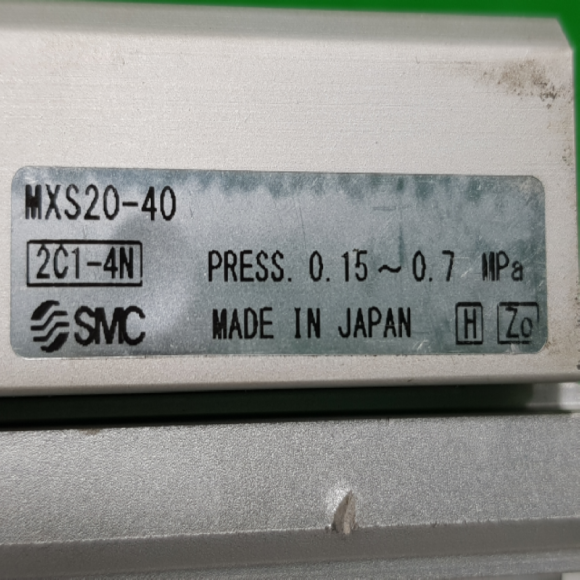 MXS20-40
2C1-4N PRESS. 0.15~0.7 MPa
SMC MADE IN JAPAN H Zo